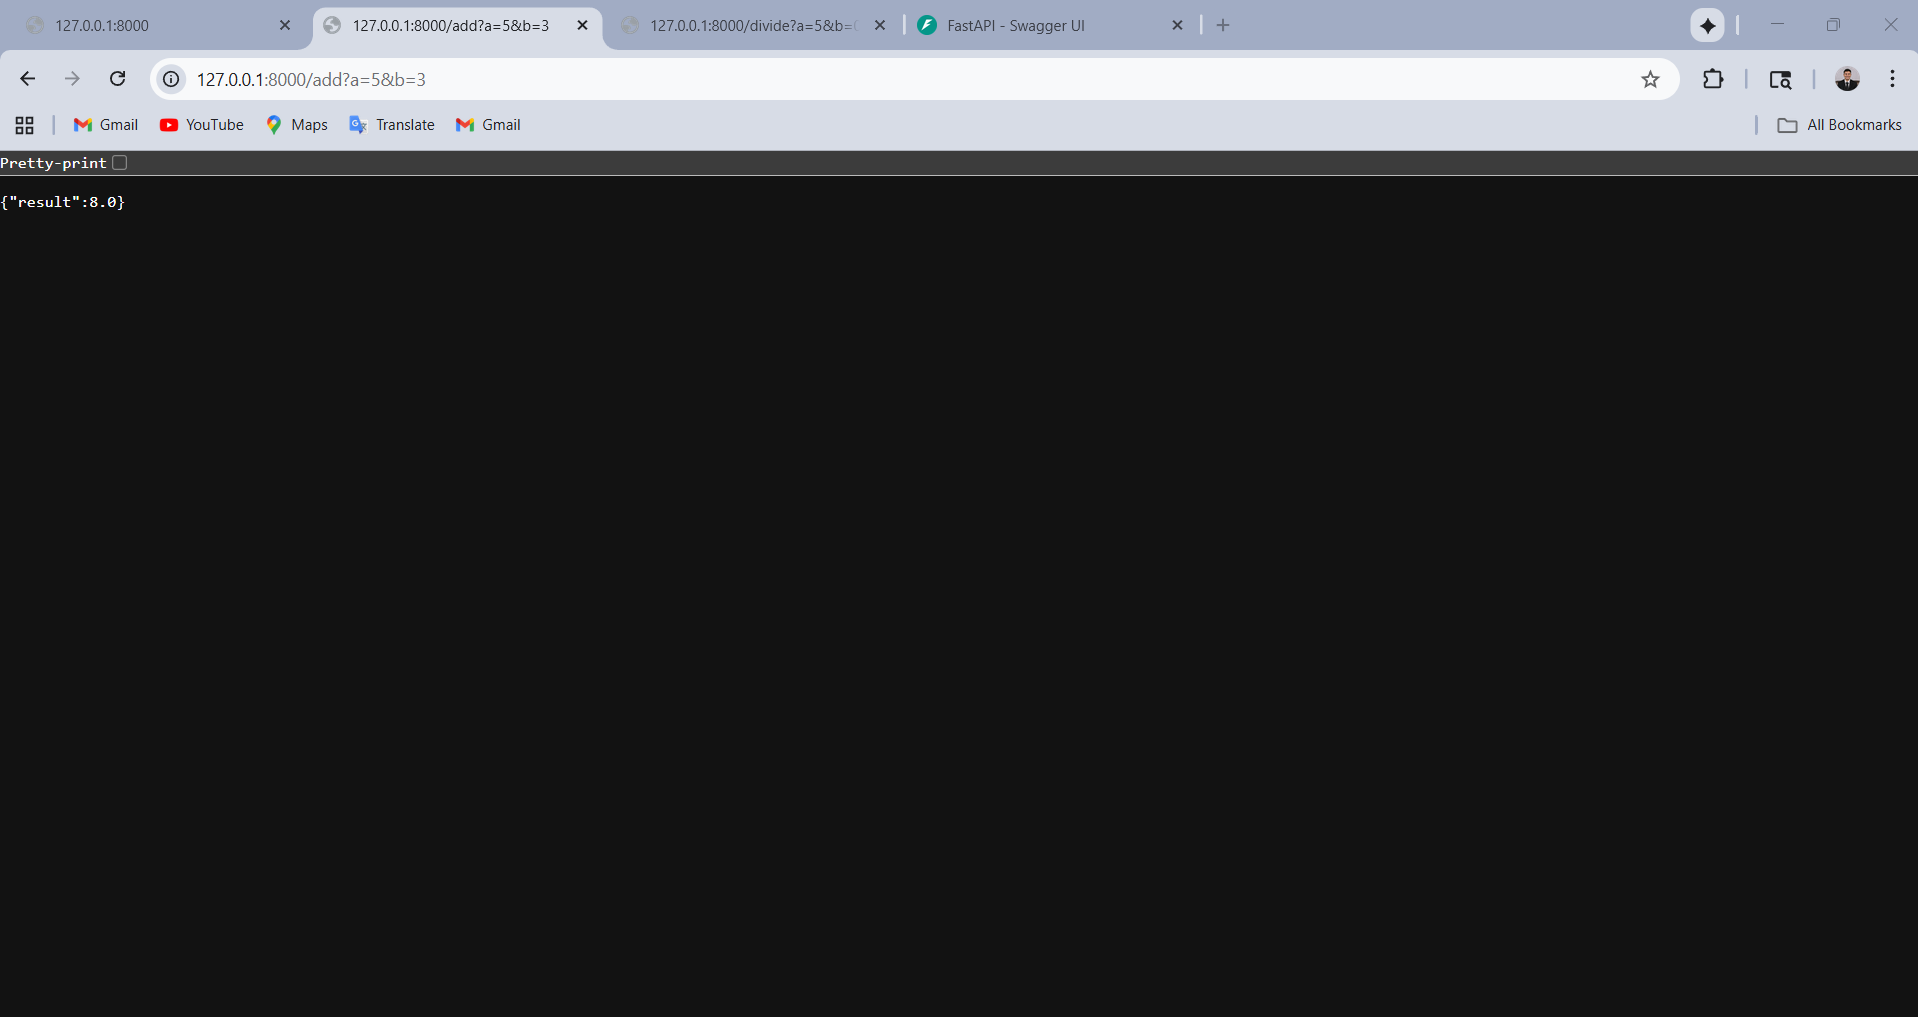 127.0.0.1:8000
127.0.0.1:8000/add?a=5&b=3
127.0.0.1:8000/divide?a=5&b=
FastAPI - Swagger UI
127.0.0.1:8000/add?a=5&b=3
Gmail YouTube Maps Translate Gmail All Bookmarks
Pretty-print
{"result":8.0}